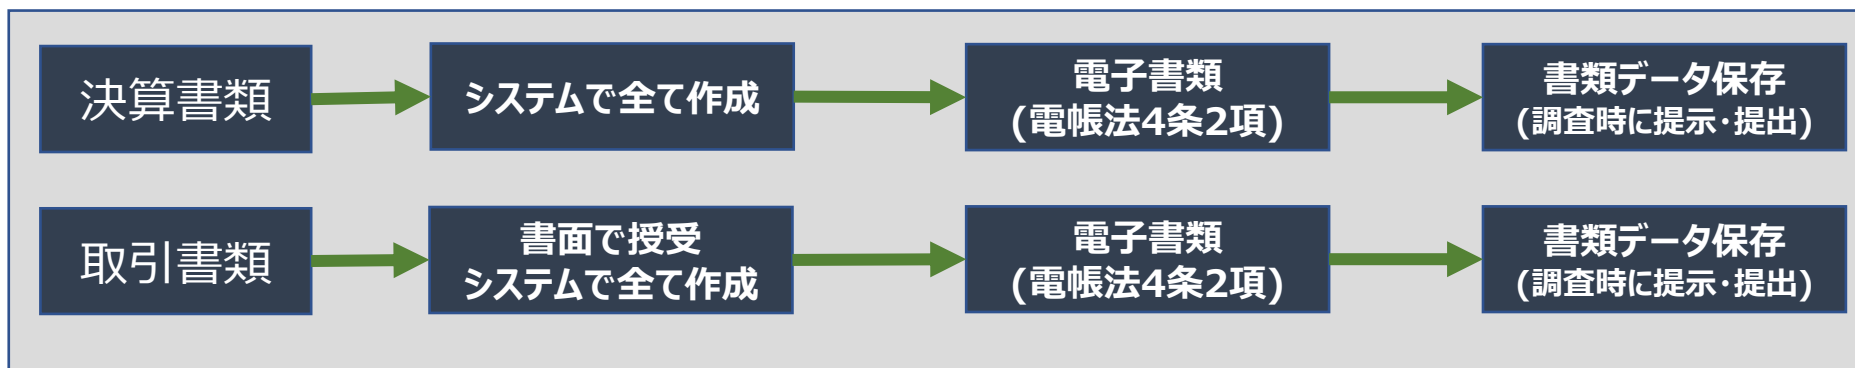 決算書類
システムで全て作成
電子書類
(電帳法4条2項)
書類データ保存
(調査時に提示・提出)
取引書類
書面で授受
システムで全て作成
電子書類
(電帳法4条2項)
書類データ保存
(調査時に提示・提出)